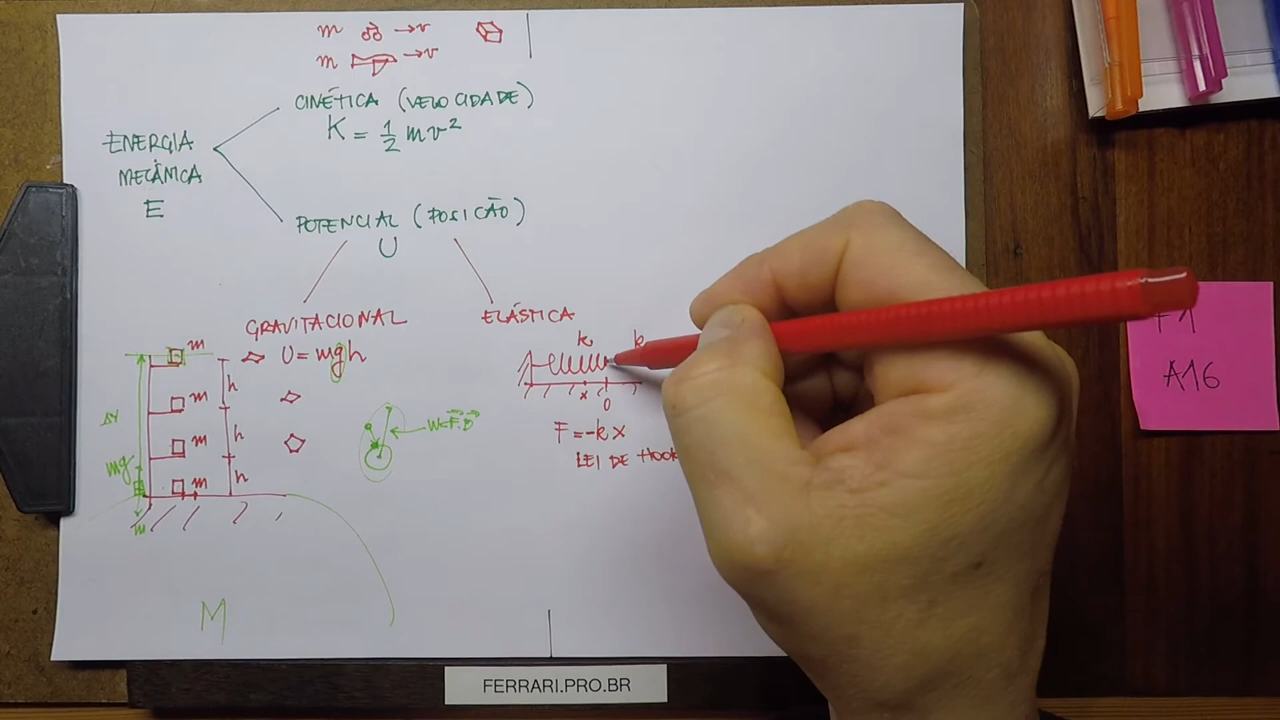 m → v
m → v
CINÉTICA (VELOCIDADE)
K = 1/2 mv²
ENERGIA
MECÂNICA
E
POTENCIAL (POSIÇÃO)
U
GRAVITACIONAL
U = mgh
ELÁSTICA
m
m
m
m
h
h
h
Δy
mg
m
M
W=F.D
k
k
x
0
F = -kx
LEI DE HOOK
F1
A16
FERRARI.PRO.BR